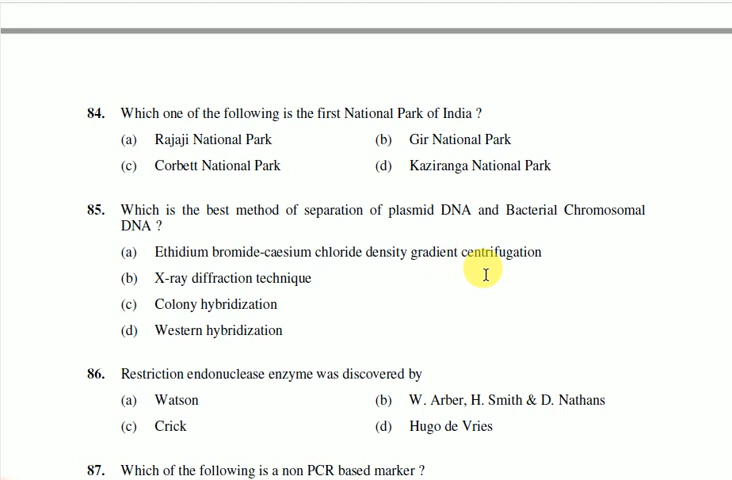 84. Which one of the following is the first National Park of India ?
(a) Rajaji National Park (b) Gir National Park
(c) Corbett National Park (d) Kaziranga National Park
85. Which is the best method of separation of plasmid DNA and Bacterial Chromosomal
DNA ?
(a) Ethidium bromide-caesium chloride density gradient centrifugation
(b) X-ray diffraction technique
(c) Colony hybridization
(d) Western hybridization
86. Restriction endonuclease enzyme was discovered by
(a) Watson (b) W. Arber, H. Smith & D. Nathans
(c) Crick (d) Hugo de Vries
87. Which of the following is a non PCR based marker ?